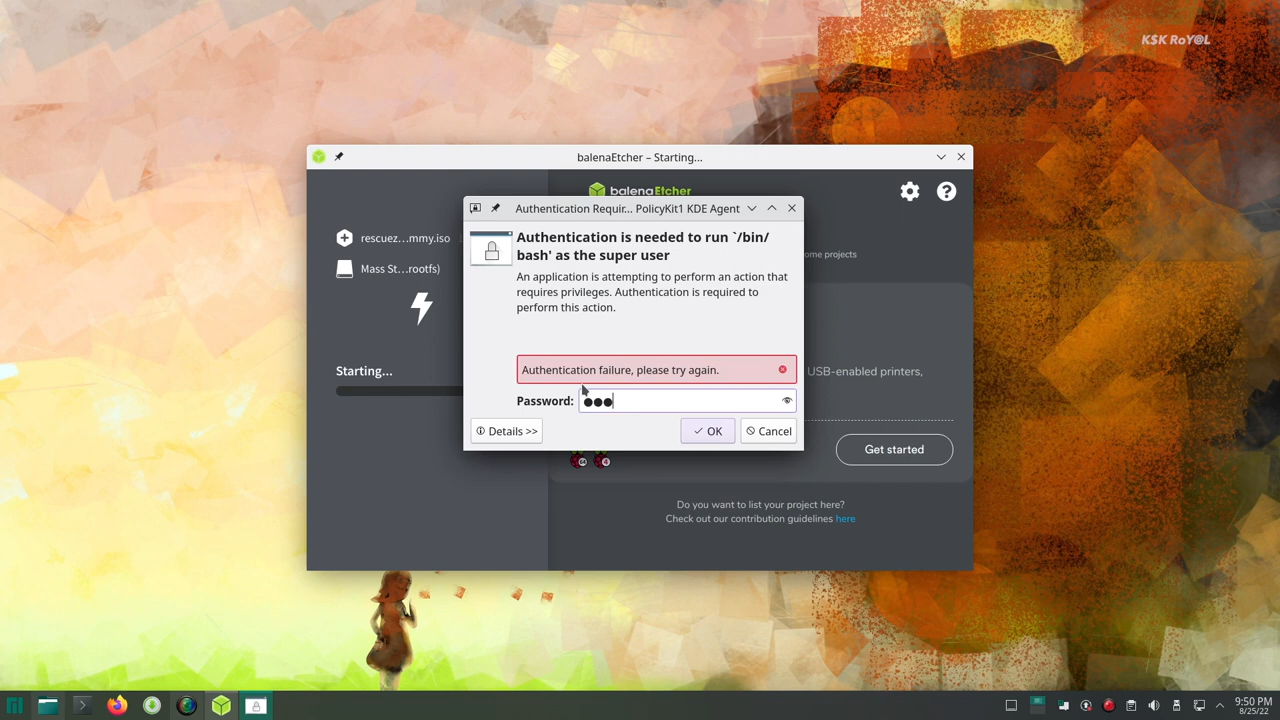 K$K RoY@L
balenaEtcher – Starting...
balenaEtcher
Authentication Requir... PolicyKit1 KDE Agent
rescuez...mmy.iso
Mass St...rootfs)
Starting...
Authentication is needed to run `/bin/
bash' as the super user
An application is attempting to perform an action that
requires privileges. Authentication is required to
perform this action.
ome projects
Authentication failure, please try again.
USB-enabled printers,
Password:
Details >>
OK
Cancel
64
4
Get started
Do you want to list your project here?
Check out our contribution guidelines here
9:50 PM
8/25/22